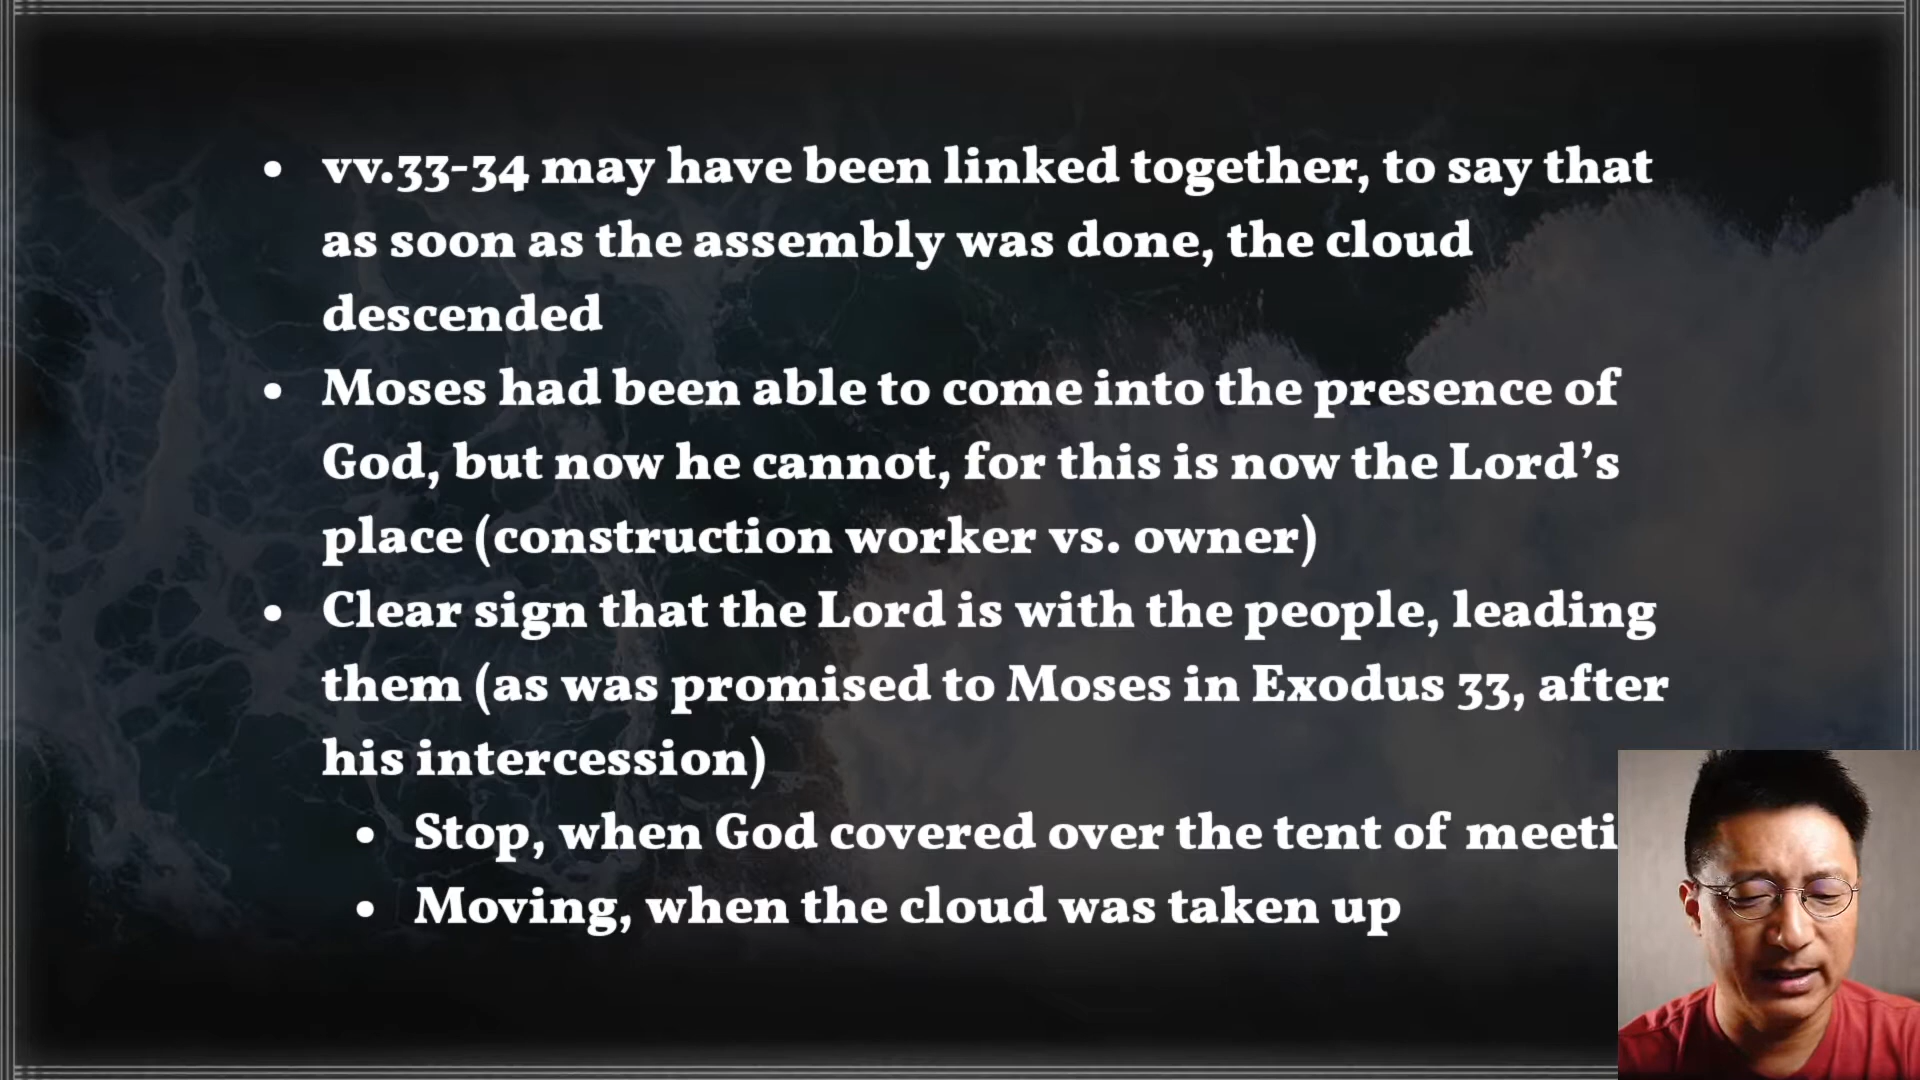 • vv.33-34 may have been linked together, to say that
as soon as the assembly was done, the cloud
descended
• Moses had been able to come into the presence of
God, but now he cannot, for this is now the Lord’s
place (construction worker vs. owner)
• Clear sign that the Lord is with the people, leading
them (as was promised to Moses in Exodus 33, after
his intercession)
• Stop, when God covered over the tent of meeti
• Moving, when the cloud was taken up